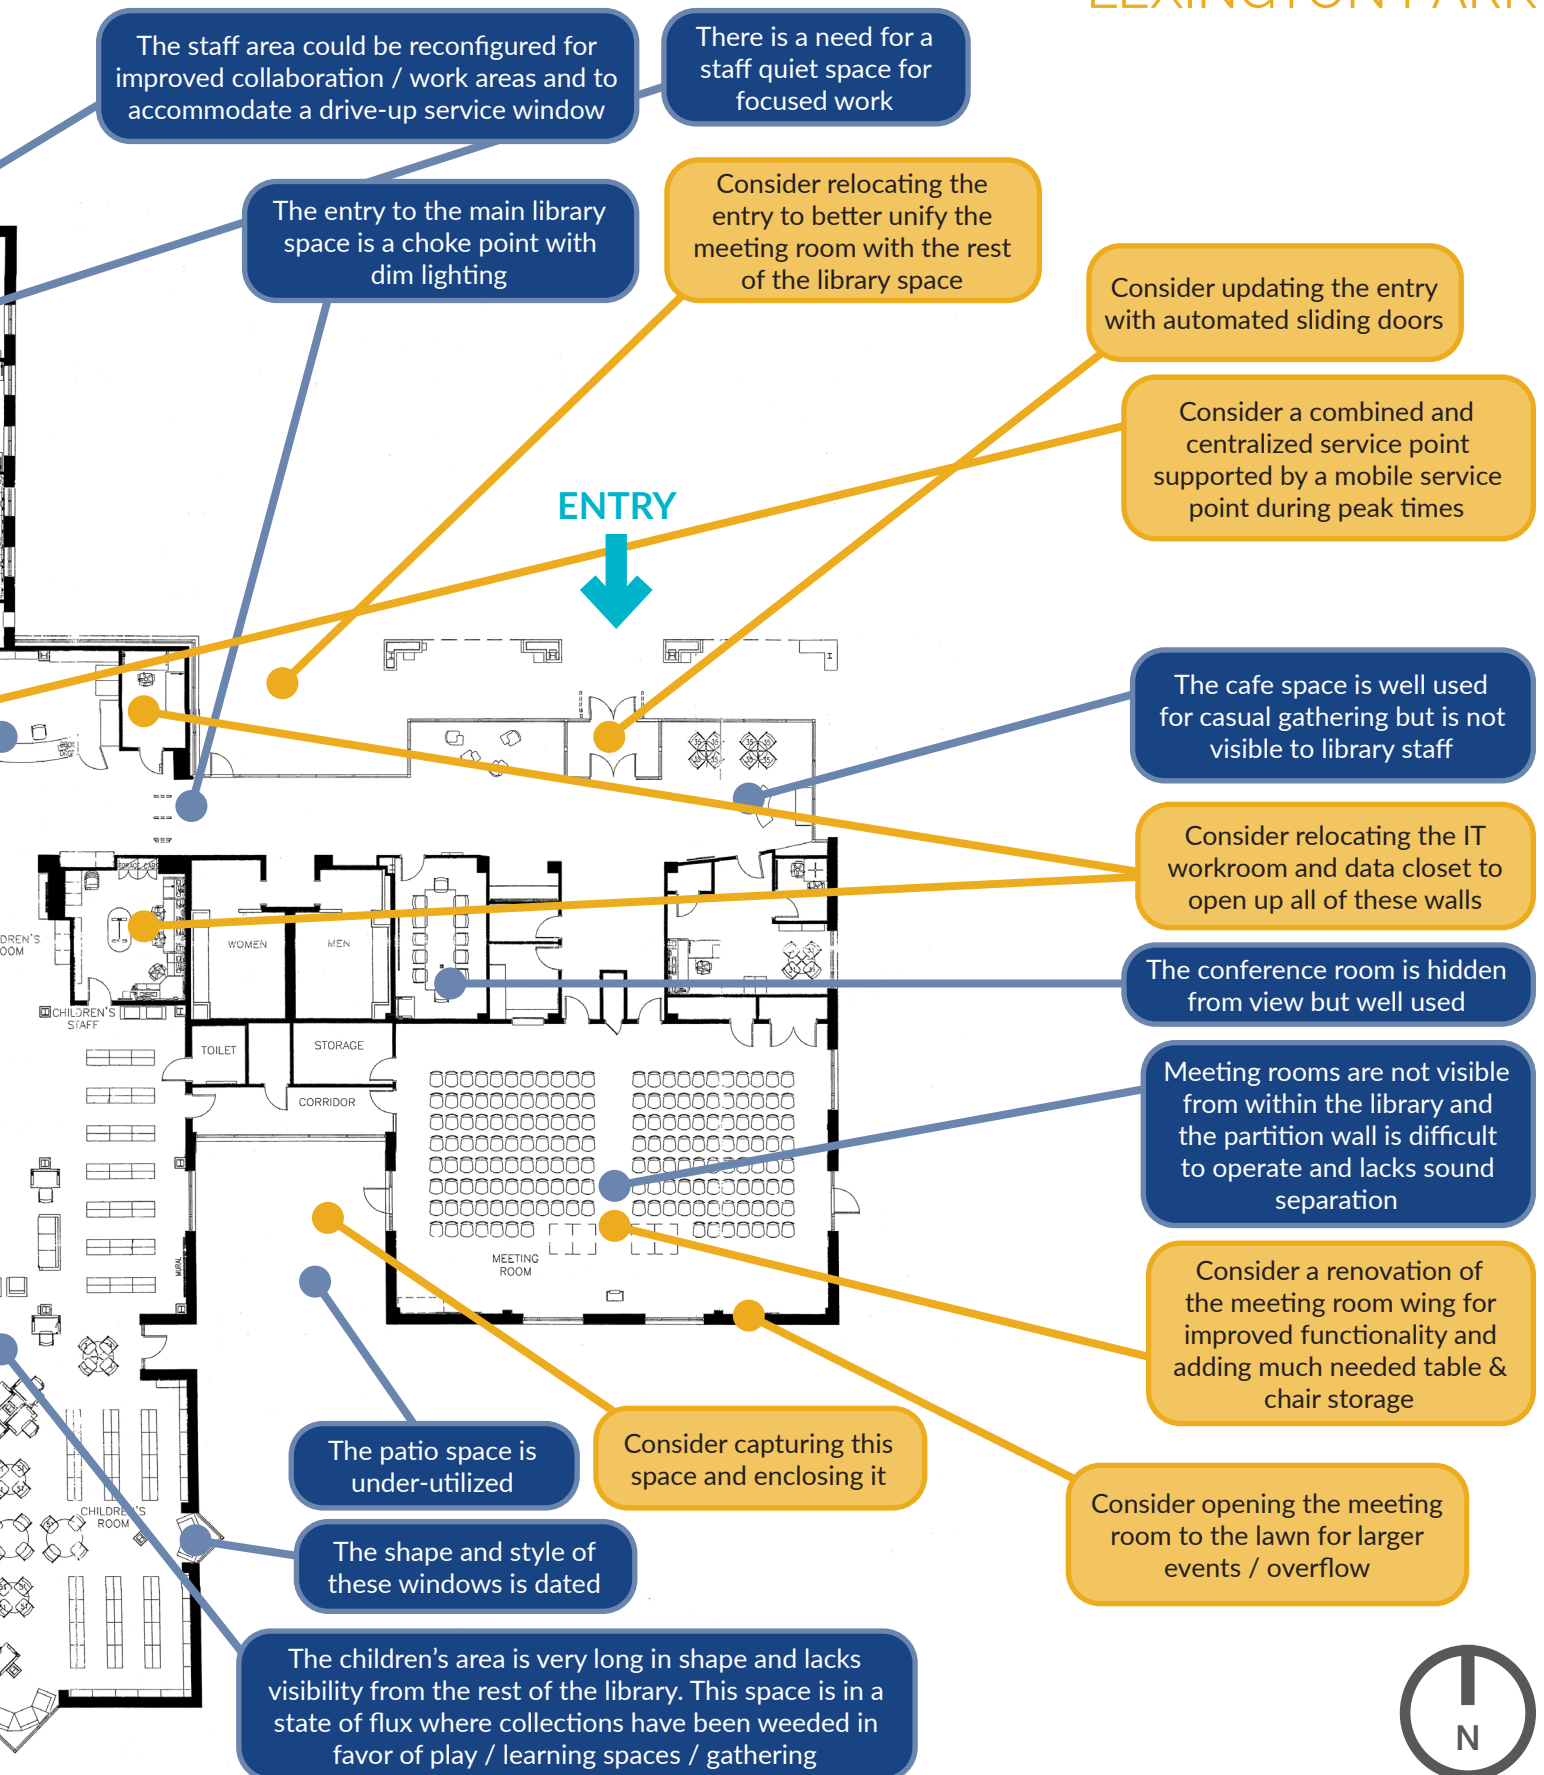 LEXINGTON PARK
The staff area could be reconfigured for
improved collaboration / work areas and to
accommodate a drive-up service window
There is a need for a
staff quiet space for
focused work
The entry to the main library
space is a choke point with
dim lighting
Consider relocating the
entry to better unify the
meeting room with the rest
of the library space
Consider updating the entry
with automated sliding doors
Consider a combined and
centralized service point
supported by a mobile service
point during peak times
ENTRY
The cafe space is well used
for casual gathering but is not
visible to library staff
Consider relocating the IT
workroom and data closet to
open up all of these walls
WOMEN
MEN
DREN'S
OOM
The conference room is hidden
from view but well used
CHILDREN'S
STAFF
TOILET
STORAGE
CORRIDOR
Meeting rooms are not visible
from within the library and
the partition wall is difficult
to operate and lacks sound
separation
MURAL
MEETING
ROOM
Consider a renovation of
the meeting room wing for
improved functionality and
adding much needed table &
chair storage
The patio space is
under-utilized
Consider capturing this
space and enclosing it
Consider opening the meeting
room to the lawn for larger
events / overflow
CHILDREN'S
ROOM
The shape and style of
these windows is dated
The children's area is very long in shape and lacks
visibility from the rest of the library. This space is in a
state of flux where collections have been weeded in
favor of play / learning spaces / gathering
N